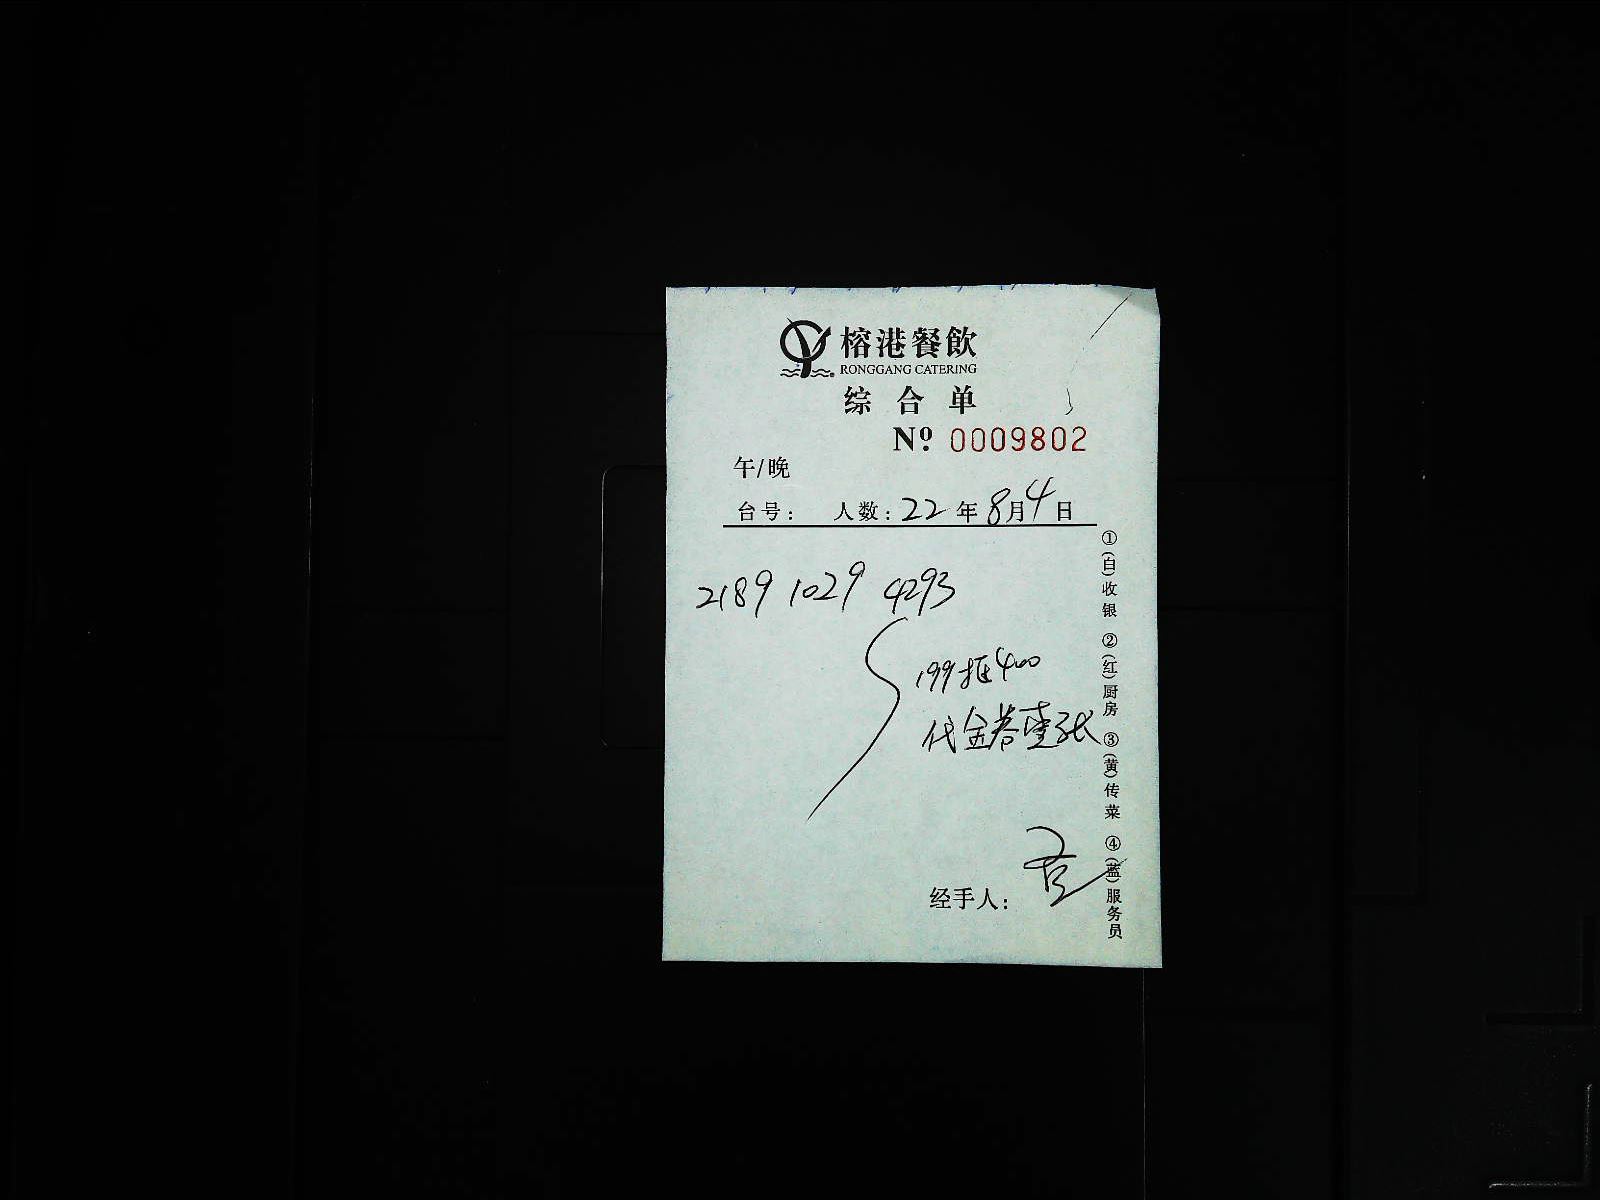 榕港餐飲
RONGGANG CATERING
综合单
Nº 0009802
午/晚
台号: 人数: 22 年 8月4日
2189 1029 4293
199抵400
代金卷壹张
经手人:
①(白)收银 ②(红)厨房 ③(黄)传菜 ④(蓝)服务员